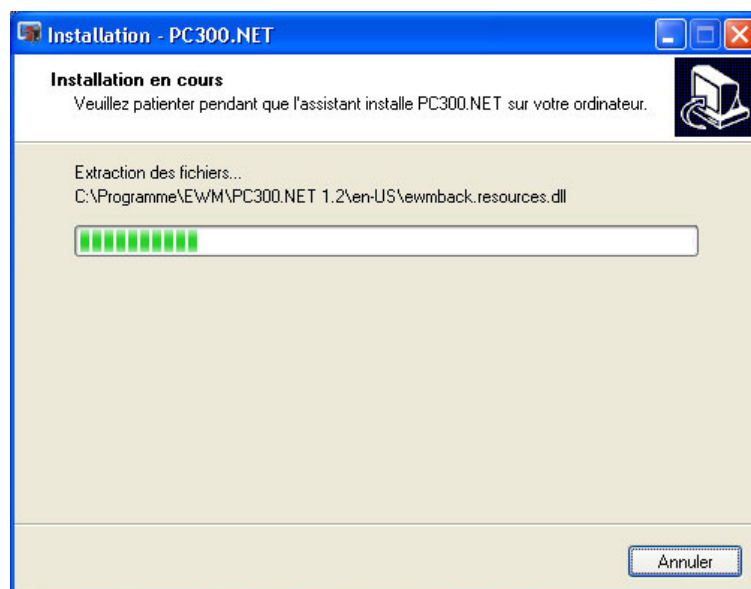 Installation - PC300.NET
Installation en cours
Veuillez patienter pendant que l'assistant installe PC300.NET sur votre ordinateur.
Extraction des fichiers...
C:\Programme\EWM\PC300.NET 1.2\en-US\ewmback.resources.dll
Annuler